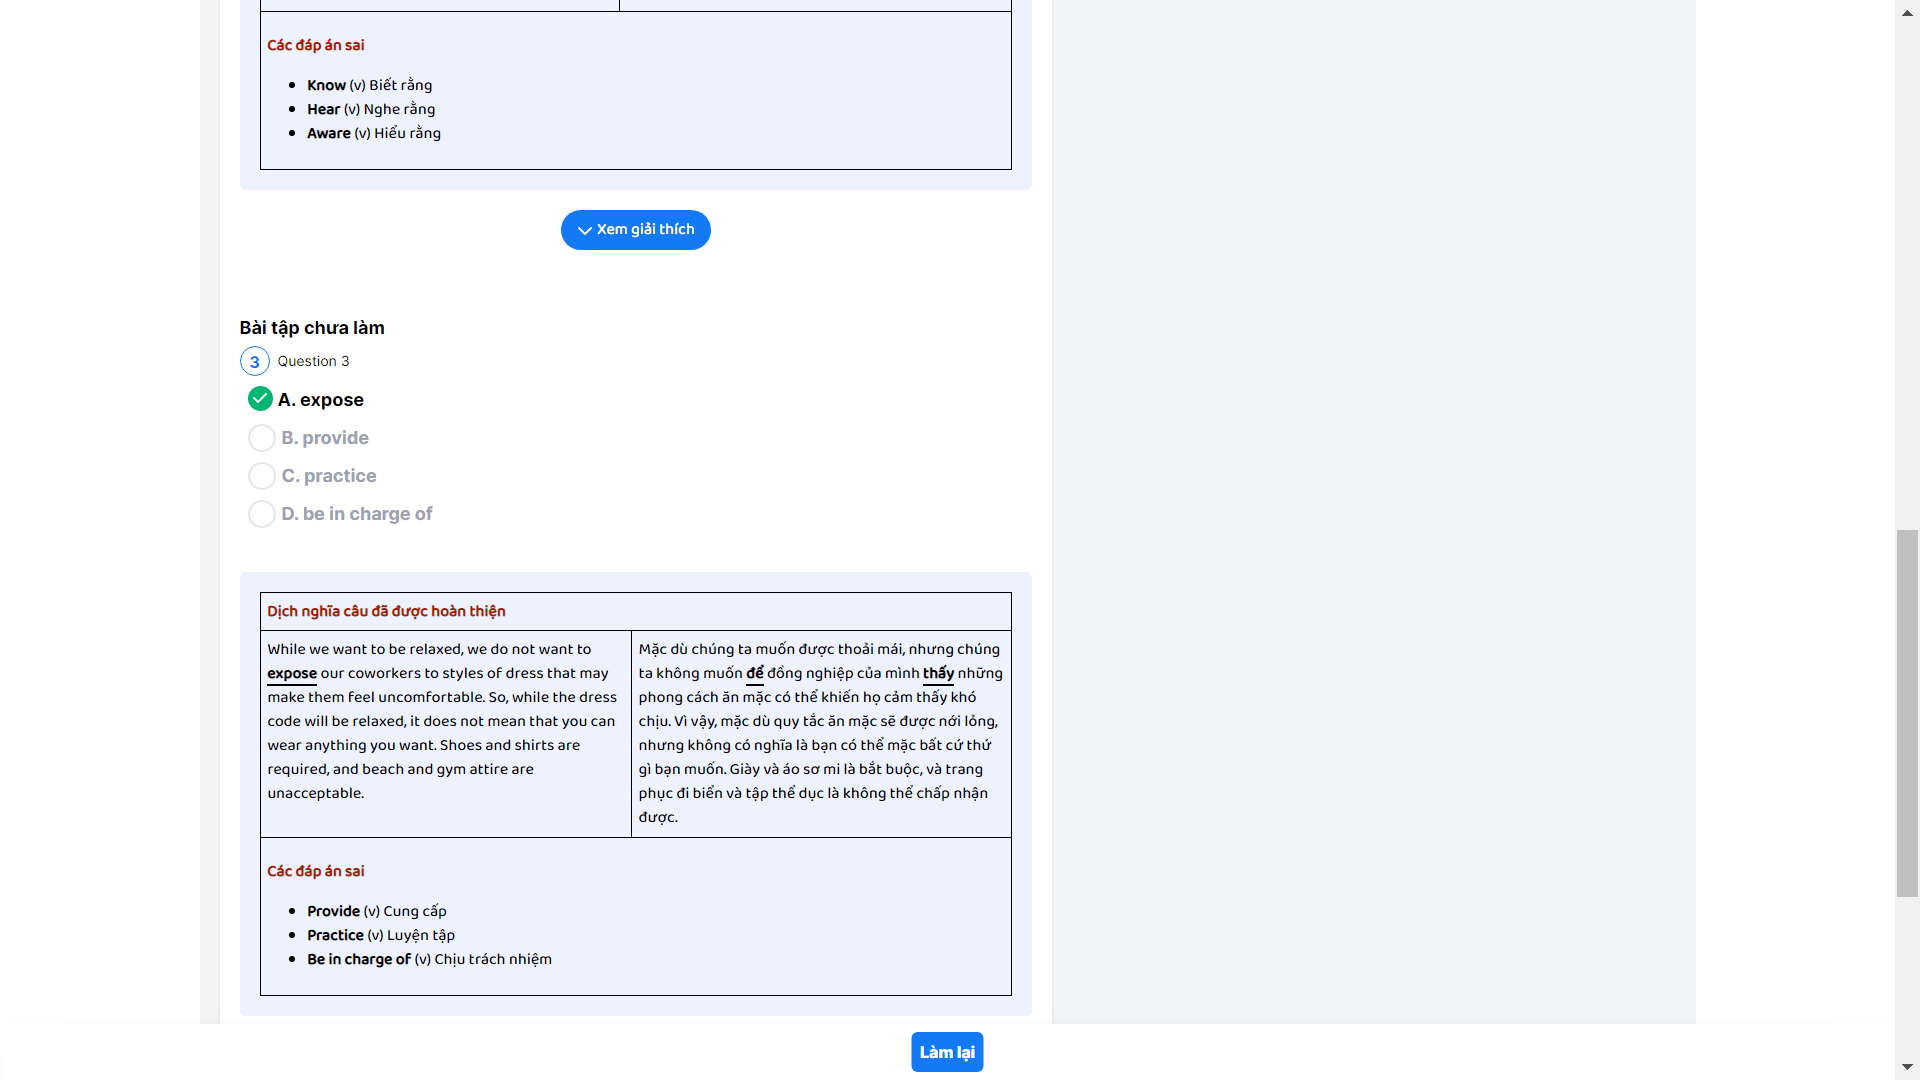 Các đáp án sai
Know (v) Biết rằng
Hear (v) Nghe rằng
Aware (v) Hiểu rằng
Xem giải thích
Bài tập chưa làm
3 Question 3
A. expose
B. provide
C. practice
D. be in charge of
Dịch nghĩa câu đã được hoàn thiện
While we want to be relaxed, we do not want to
expose our coworkers to styles of dress that may
make them feel uncomfortable. So, while the dress
code will be relaxed, it does not mean that you can
wear anything you want. Shoes and shirts are
required, and beach and gym attire are
unacceptable.
Mặc dù chúng ta muốn được thoải mái, nhưng chúng
ta không muốn để đồng nghiệp của mình thấy những
phong cách ăn mặc có thể khiến họ cảm thấy khó
chịu. Vì vậy, mặc dù quy tắc ăn mặc sẽ được nới lỏng,
nhưng không có nghĩa là bạn có thể mặc bất cứ thứ
gì bạn muốn. Giày và áo sơ mi là bắt buộc, và trang
phục đi biển và tập thể dục là không thể chấp nhận
được.
Các đáp án sai
Provide (v) Cung cấp
Practice (v) Luyện tập
Be in charge of (v) Chịu trách nhiệm
Làm lại